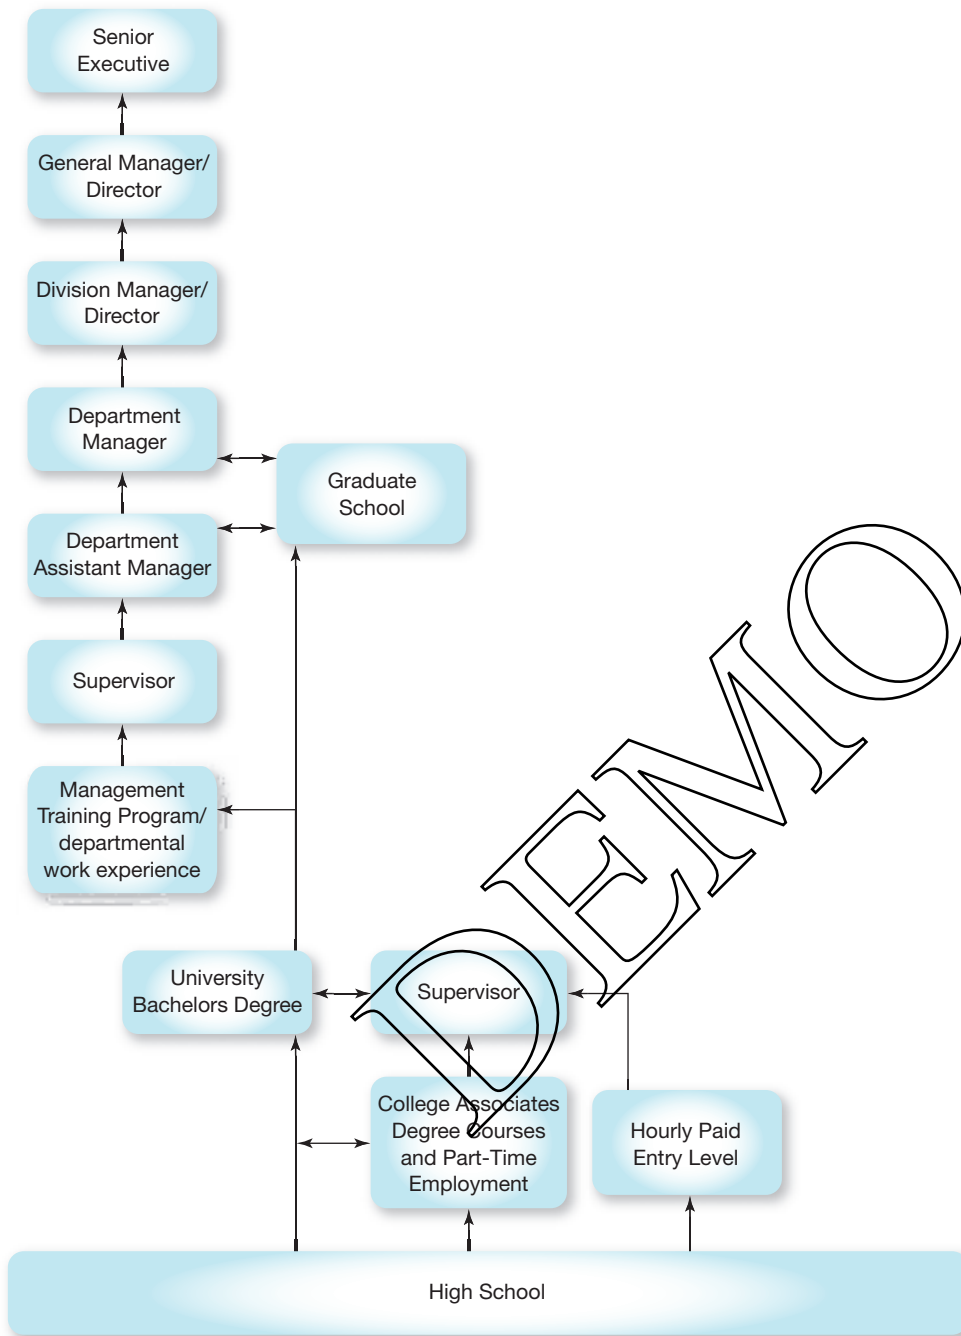 Senior
Executive
General Manager/
Director
Division Manager/
Director
Department
Manager
Graduate
School
Department
Assistant Manager
Supervisor
Management
Training Program/
departmental
work experience
University
Bachelors Degree
Supervisor
College Associates
Degree Courses
and Part-Time
Employment
Hourly Paid
Entry Level
High School
DEMO